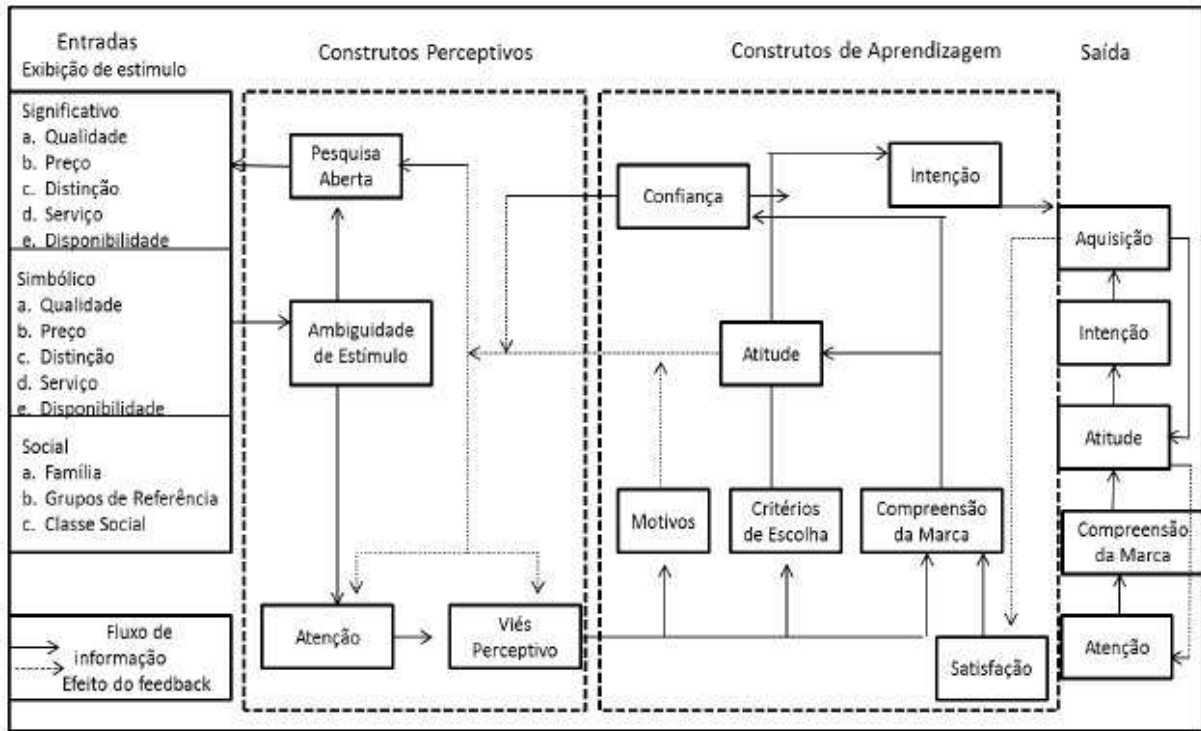 Entradas
Exibição de estímulo
Construtos Perceptivos
Construtos de Aprendizagem
Saída
Significativo
a. Qualidade
b. Preço
c. Distinção
d. Serviço
e. Disponibilidade
Simbólico
a. Qualidade
b. Preço
c. Distinção
d. Serviço
e. Disponibilidade
Social
a. Família
b. Grupos de Referência
c. Classe Social
Fluxo de
informação
Efeito do feedback
Pesquisa
Aberta
Ambiguidade
de Estímulo
Atenção
Viés
Perceptivo
Confiança
Intenção
Atitude
Motivos
Critérios
de Escolha
Compreensão
da Marca
Satisfação
Aquisição
Intenção
Atitude
Compreensão
da Marca
Atenção